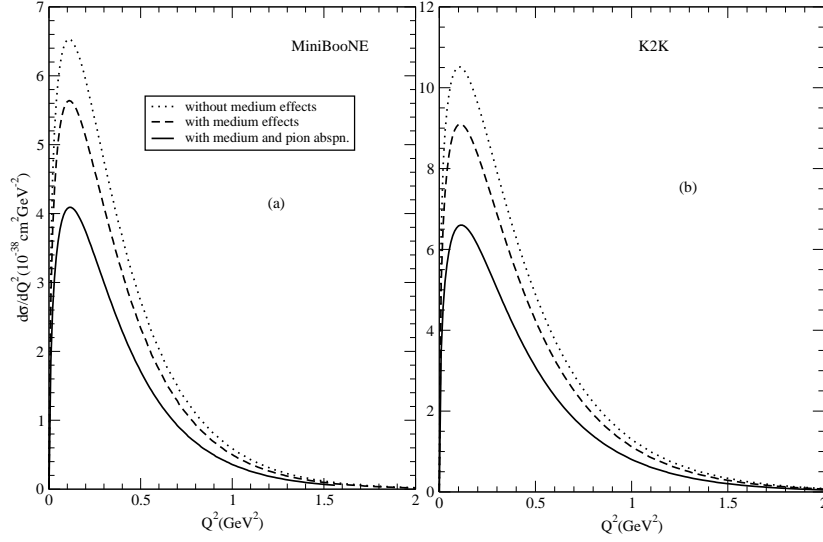 MiniBooNE
without medium effects
with medium effects
with medium and pion abspn.
(a)
dσ/dQ²(10⁻³⁸cm²GeV⁻²)
7
6
5
4
3
2
1
0
0 0.5 1 1.5 2
Q²(GeV²)
K2K
(b)
12
10
8
6
4
2
0
0 0.5 1 1.5 2
Q²(GeV²)